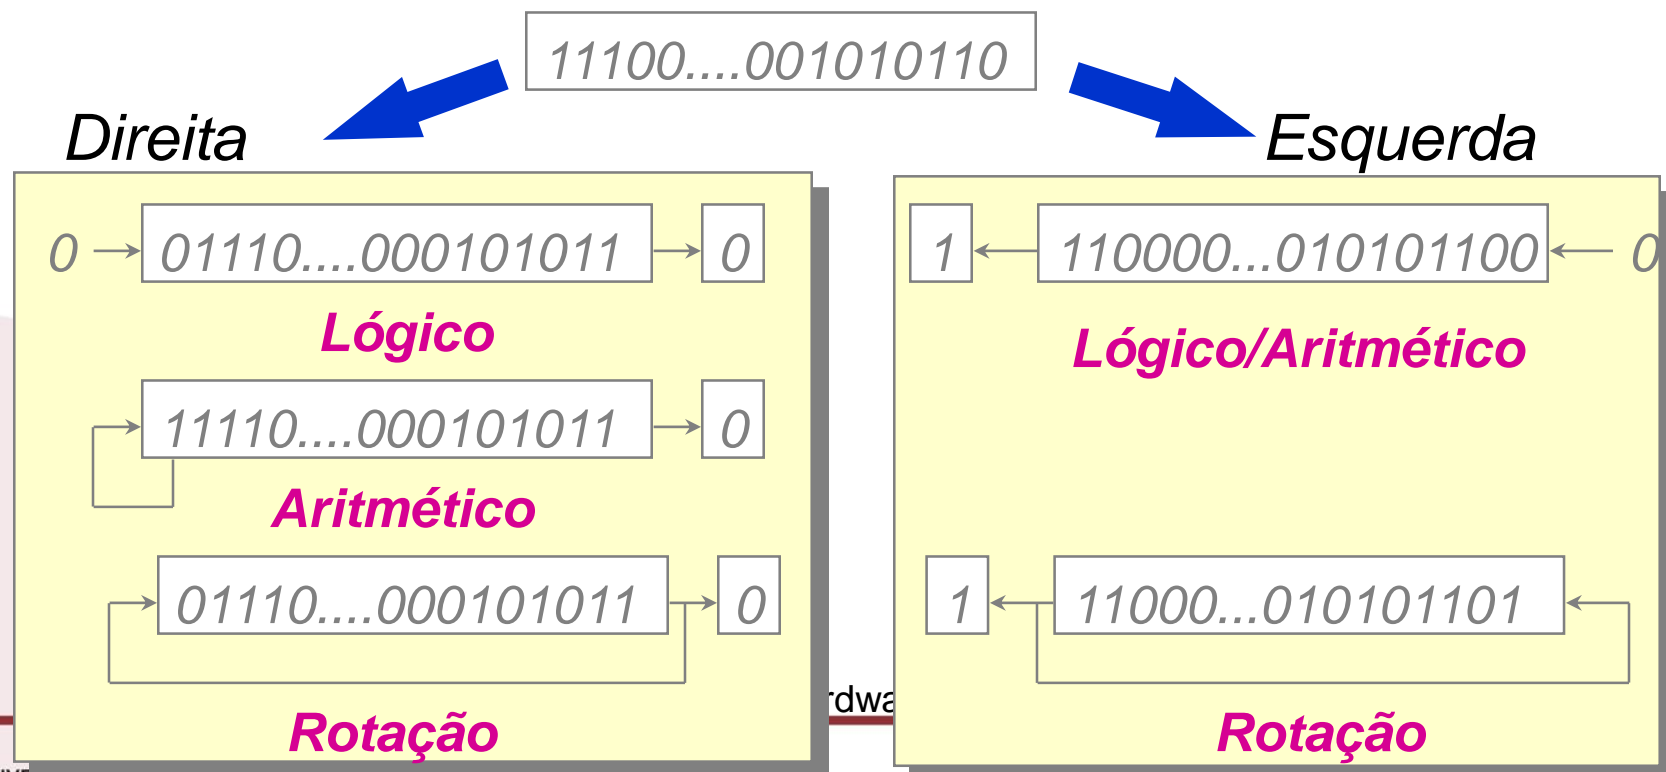 11100....001010110
Direita
Esquerda
0 01110....000101011 0
Lógico
11110....000101011 0
Aritmético
01110....000101011 0
Rotação
1 110000...010101100 0
Lógico/Aritmético
1 11000...010101101
Rotação